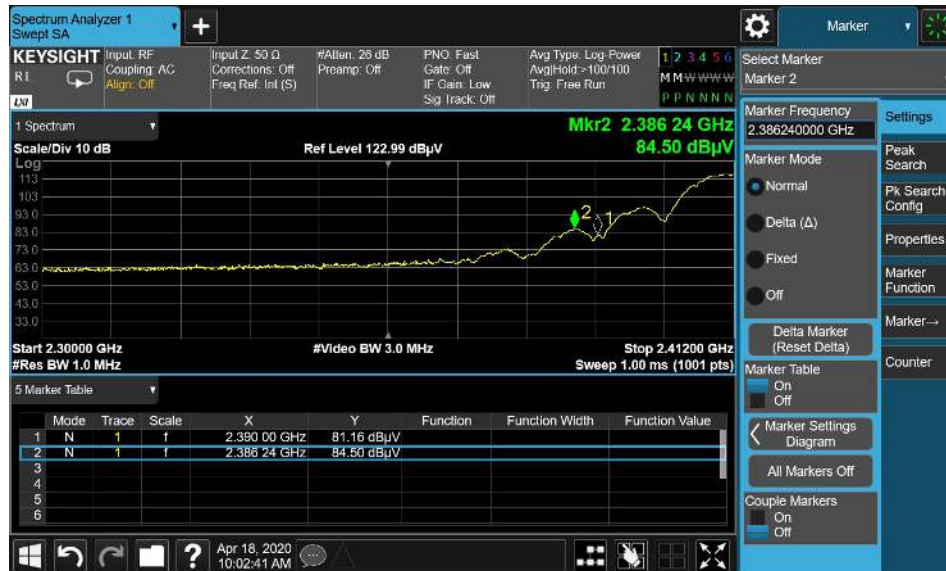 Spectrum Analyzer 1
Swept SA
+
Marker
KEYSIGHT
Input: RF
Coupling: AC
Align: Off
Input Z: 50 Ω
Corrections: Off
Freq Ref: Int (S)
#Atten: 26 dB
Preamp: Off
PNO: Fast
Gate: Off
IF Gain: Low
Sig Track: Off
Avg Type: Log-Power
Avg|Hold:>100/100
Trig: Free Run
1 2 3 4 5 6
M M W W W W
P P N N N N
LXI
Select Marker
Marker 2
1 Spectrum
Mkr2 2.386 24 GHz
84.50 dBµV
Scale/Div 10 dB
Ref Level 122.99 dBµV
Log
113
103
93.0
83.0
73.0
63.0
53.0
43.0
33.0
2
1
Start 2.30000 GHz
#Video BW 3.0 MHz
Stop 2.41200 GHz
#Res BW 1.0 MHz
Sweep 1.00 ms (1001 pts)
5 Marker Table
Mode Trace Scale X Y Function Function Width Function Value
1 N 1 f 2.390 00 GHz 81.16 dBµV
2 N 1 f 2.386 24 GHz 84.50 dBµV
3
4
5
6
Marker Frequency
2.386240000 GHz
Marker Mode
Normal
Delta (Δ)
Fixed
Off
Delta Marker
(Reset Delta)
Marker Table
On
Off
Marker Settings
Diagram
All Markers Off
Couple Markers
On
Off
Settings
Peak
Search
Pk Search
Config
Properties
Marker
Function
Marker→
Counter
?
Apr 18, 2020
10:02:41 AM